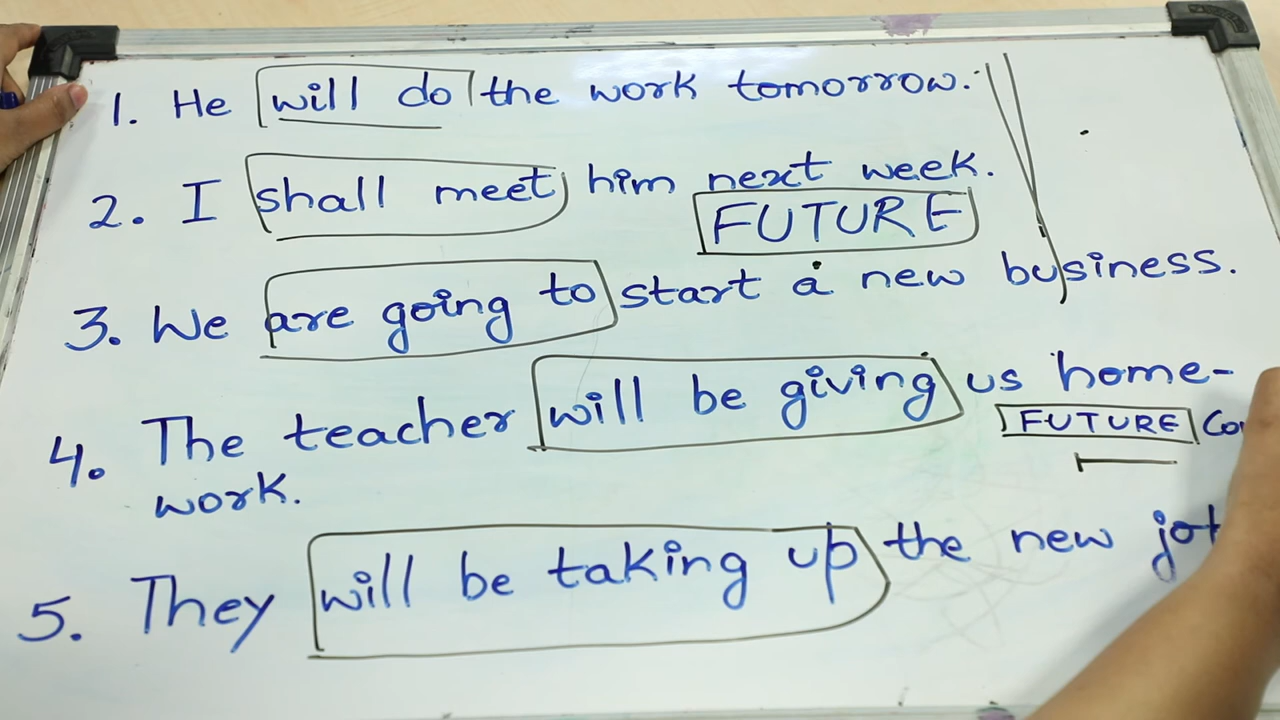 1. He will do the work tomorrow.
2. I shall meet him next week.
FUTURE
3. We are going to start a new business.
4. The teacher will be giving us home-
FUTURE
work.
5. They will be taking up the new